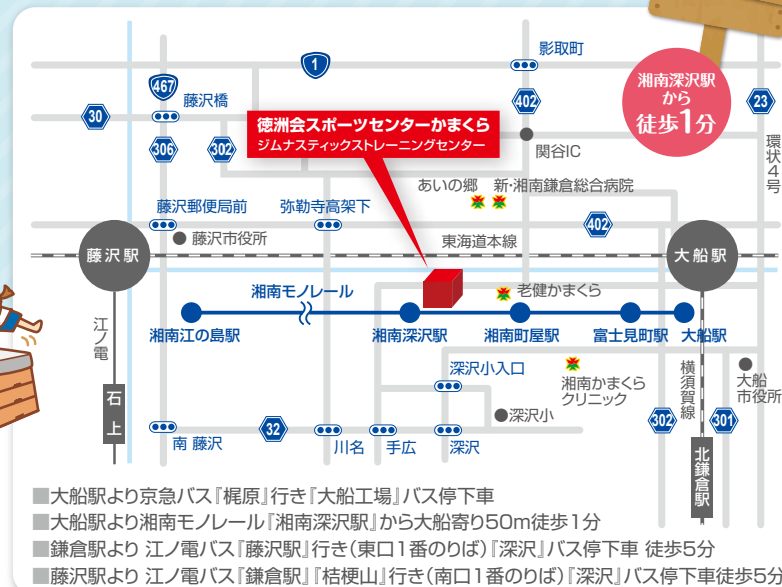 影取町
1
467
藤沢橋
30
306
302
402
関谷IC
湘南深沢駅
から
徒歩1分
23
環状4号
徳洲会スポーツセンターかまくら
ジムナスティックストレーニングセンター
あいの郷
新・湘南鎌倉総合病院
藤沢郵便局前
弥勒寺高架下
402
藤沢市役所
東海道本線
藤沢駅
大船駅
湘南モノレール
老健かまくら
江ノ電
湘南江の島駅
湘南深沢駅
湘南町屋駅
富士見町駅
大船駅
深沢小入口
湘南かまくら
クリニック
横須賀線
大船
市役所
石上
深沢小
南 藤沢
32
川名
手広
深沢
302
301
北鎌倉駅
■大船駅より京急バス『梶原』行き『大船工場』バス停下車
■大船駅より湘南モノレール『湘南深沢駅』から大船寄り50m徒歩1分
■鎌倉駅より 江ノ電バス『藤沢駅』行き(東口1番のりば)『深沢』バス停下車 徒歩5分
■藤沢駅より 江ノ電バス『鎌倉駅』『桔梗山』行き(南口1番のりば)『深沢』バス停下車徒歩5分